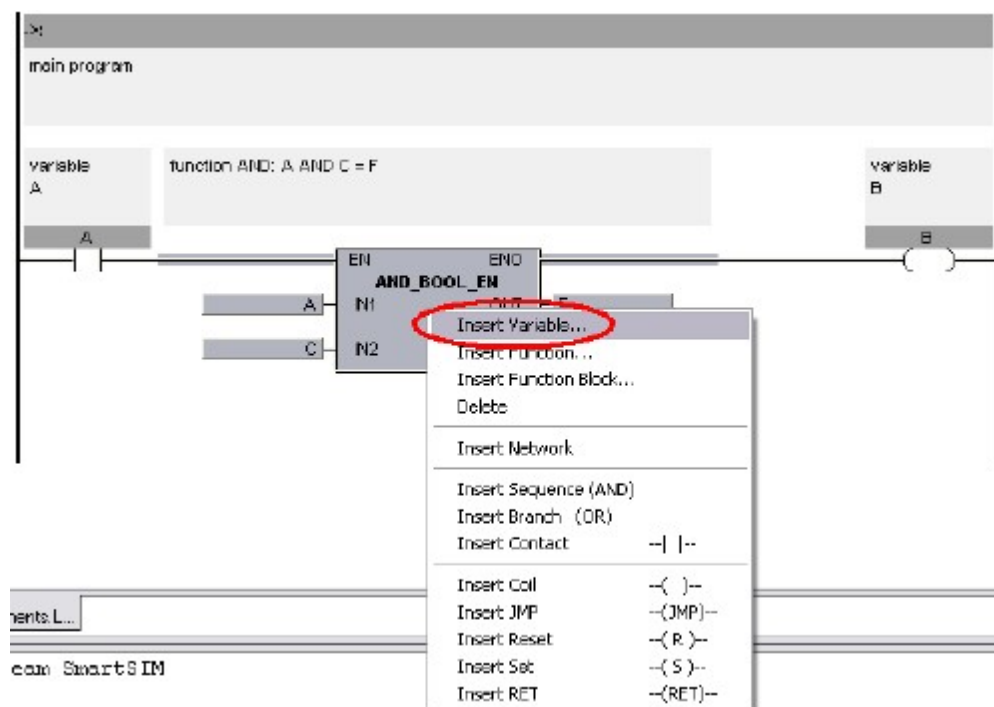 main program
variable
A
function AND: A AND C = F
variable
B
A
B
EN ENO
AND_BOOL_EN
A IN1
C IN2
Insert Variable...
Insert Function...
Insert Function Block...
Delete
Insert Network
Insert Sequence (AND)
Insert Branch (OR)
Insert Contact --| |--
Insert Coil --( )--
Insert JMP --(JMP)--
Insert Reset --( R )--
Insert Set --( S )--
Insert RET --(RET)--
SmartSIM